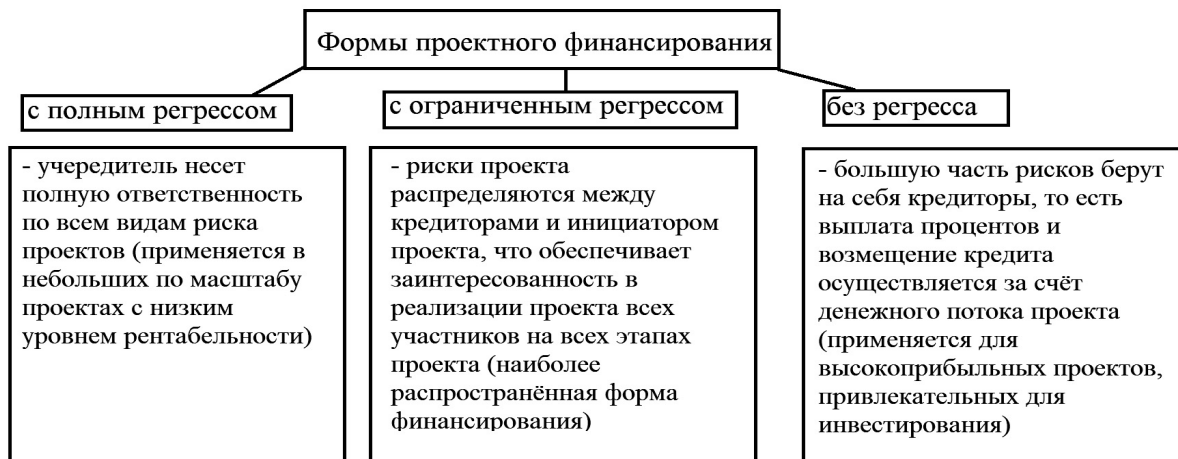 Формы проектного финансирования
с полным регрессом
с ограниченным регрессом
без регресса
- учередитель несет
полную ответственность
по всем видам риска
проектов (применяется в
небольших по масштабу
проектах с низким
уровнем рентабельности)
- риски проекта
распределяются между
кредиторами и инициатором
проекта, что обеспечивает
заинтересованность в
реализации проекта всех
участников на всех этапах
проекта (наиболее
распространённая форма
финансирования)
- большую часть рисков берут
на себя кредиторы, то есть
выплата процентов и
возмещение кредита
осуществляется за счёт
денежного потока проекта
(применяется для
высокоприбыльных проектов,
привлекательных для
инвестирования)